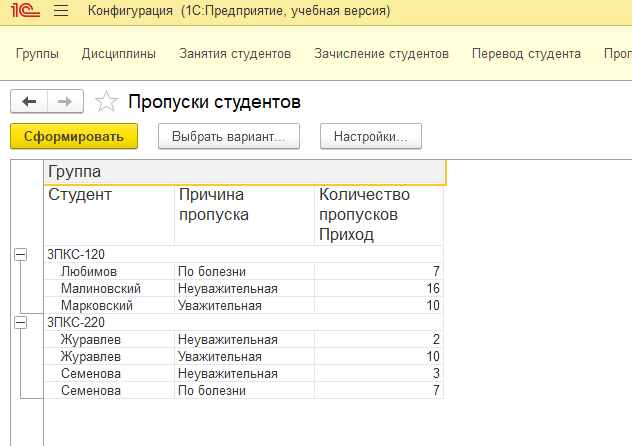 1С Конфигурация (1С:Предприятие, учебная версия)
Группы Дисциплины Занятия студентов Зачисление студентов Перевод студента
Пропуски студентов
Сформировать Выбрать вариант... Настройки...
Группа
Студент Причина пропуска Количество пропусков Приход
ЗПКС-120
Любимов По болезни 7
Малиновский Неуважительная 16
Марковский Уважительная 10
ЗПКС-220
Журавлев Неуважительная 2
Журавлев Уважительная 10
Семенова Неуважительная 3
Семенова По болезни 7